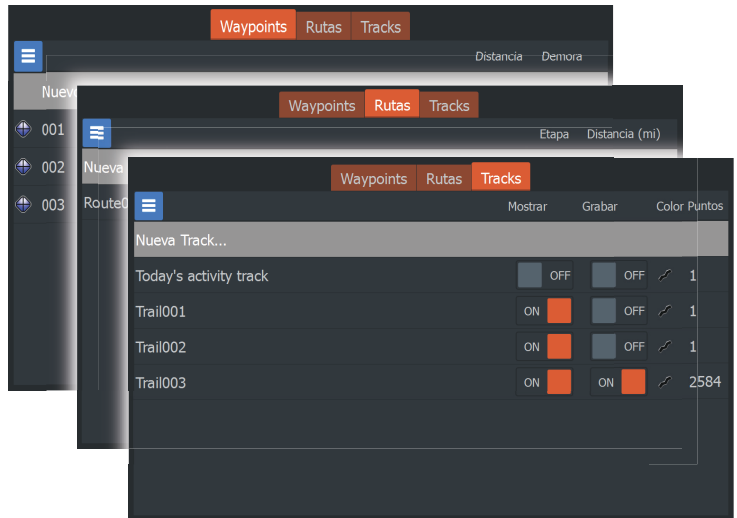 Waypoints Rutas Tracks
Distancia Demora
Nuev
001
002
003
Waypoints Rutas Tracks
Etapa Distancia (mi)
Nueva
Route0
Waypoints Rutas Tracks
Mostrar Grabar Color Puntos
Nueva Track...
Today's activity track OFF OFF 1
Trail001 ON OFF 1
Trail002 ON OFF 1
Trail003 ON ON 2584